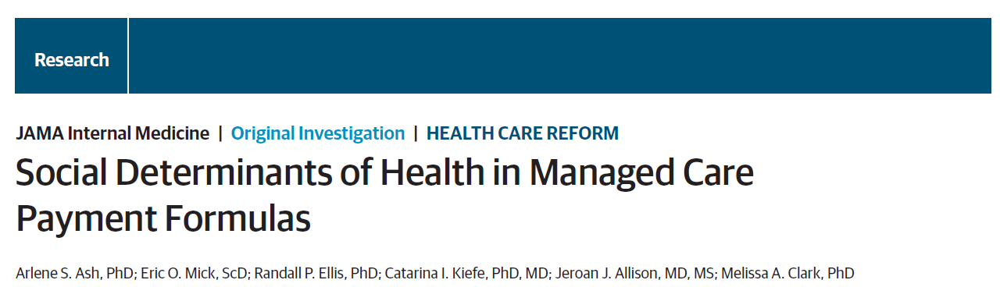 Research
JAMA Internal Medicine | Original Investigation | HEALTH CARE REFORM
Social Determinants of Health in Managed Care
Payment Formulas
Arlene S. Ash, PhD; Eric O. Mick, ScD; Randall P. Ellis, PhD; Catarina I. Kiefe, PhD, MD; Jeroan J. Allison, MD, MS; Melissa A. Clark, PhD